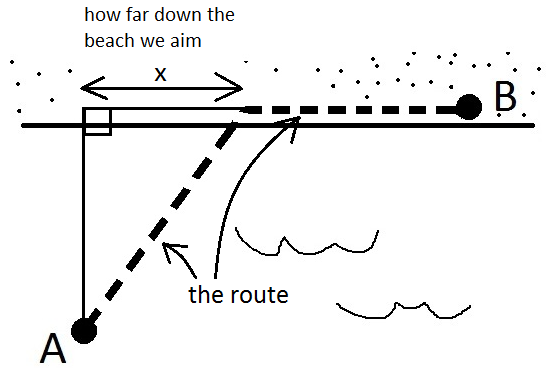 how far down the
beach we aim
x
B
the route
A